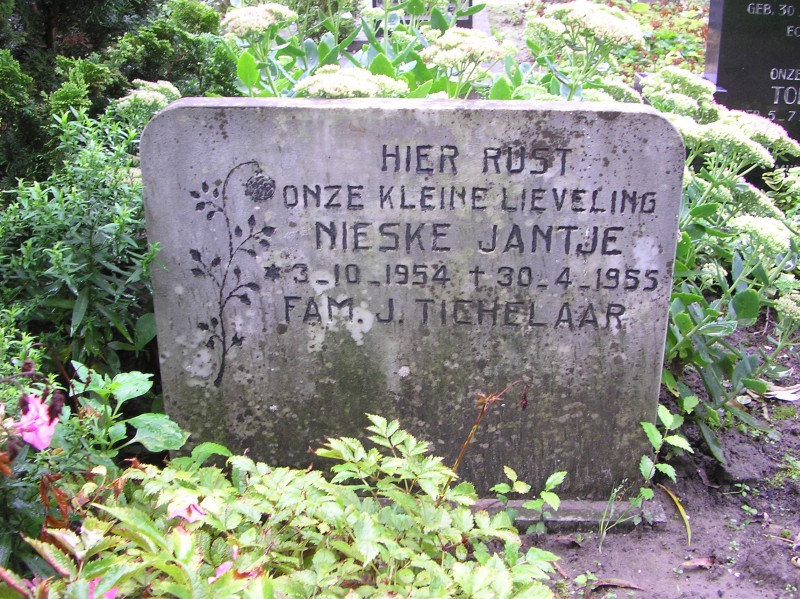 HIER RUST
ONZE KLEINE LIEVELING
NIESKE JANTJE
* 3-10-1954 † 30-4-1955
FAM. J. TICHELAAR
GEB. 30
ONZE